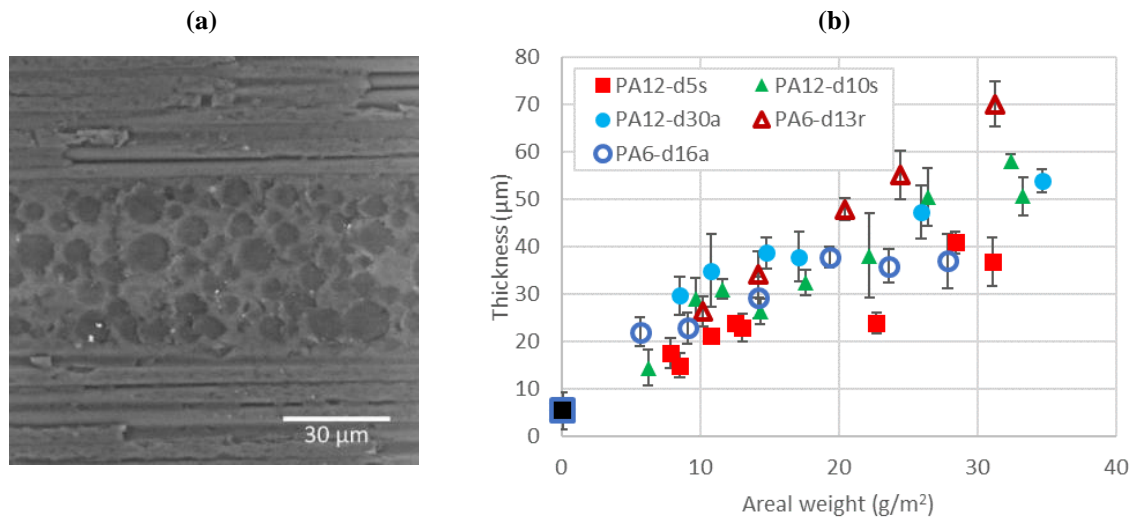 (a)
(b)
30 μm
Thickness (μm)
80
70
60
50
40
30
20
10
0
PA12-d5s
PA12-d10s
PA12-d30a
PA6-d13r
PA6-d16a
0 10 20 30 40
Areal weight (g/m²)